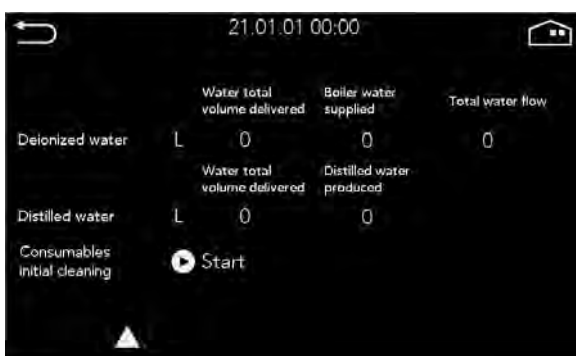 21.01.01 00:00
Water total
volume delivered
Boiler water
supplied
Total water flow
Deionized water L 0 0 0
Water total
volume delivered
Distilled water
produced
Distilled water L 0 0
Consumables
initial cleaning
Start